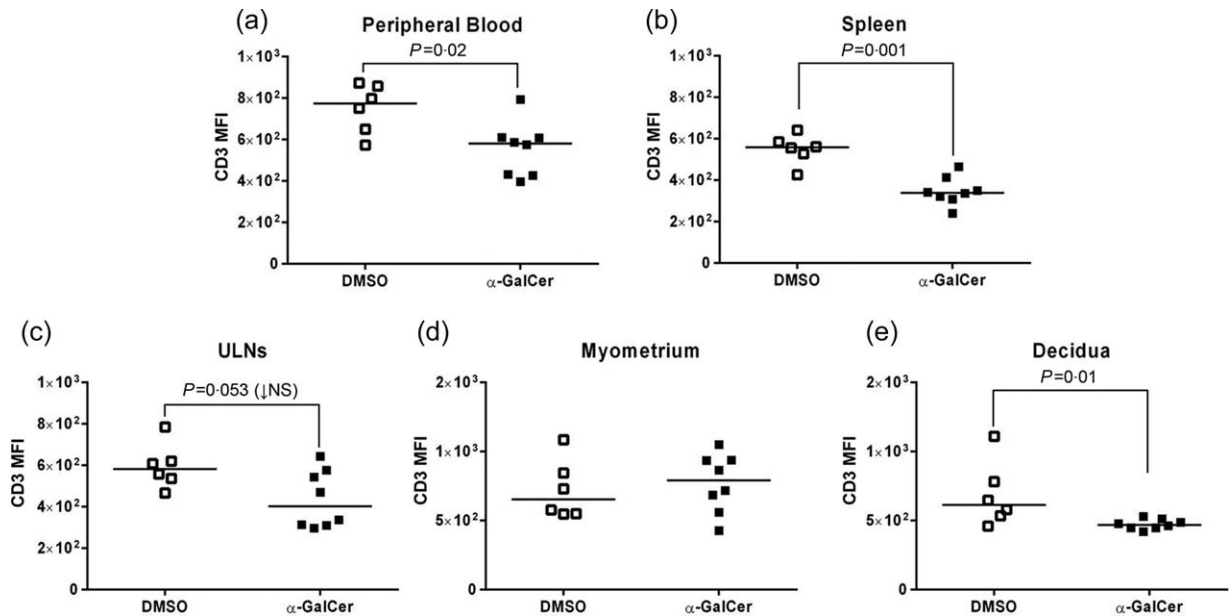 (a)
Peripheral Blood
P=0·02
CD3 MFI
1×10³
8×10²
6×10²
4×10²
2×10²
0
DMSO
α-GalCer
(b)
Spleen
P=0·001
CD3 MFI
1×10³
8×10²
6×10²
4×10²
2×10²
0
DMSO
α-GalCer
(c)
ULNs
P=0·053 (↓NS)
CD3 MFI
1×10³
8×10²
6×10²
4×10²
2×10²
0
DMSO
α-GalCer
(d)
Myometrium
CD3 MFI
2×10³
1×10³
5×10²
0
DMSO
α-GalCer
(e)
Decidua
P=0·01
CD3 MFI
2×10³
1×10³
5×10²
0
DMSO
α-GalCer